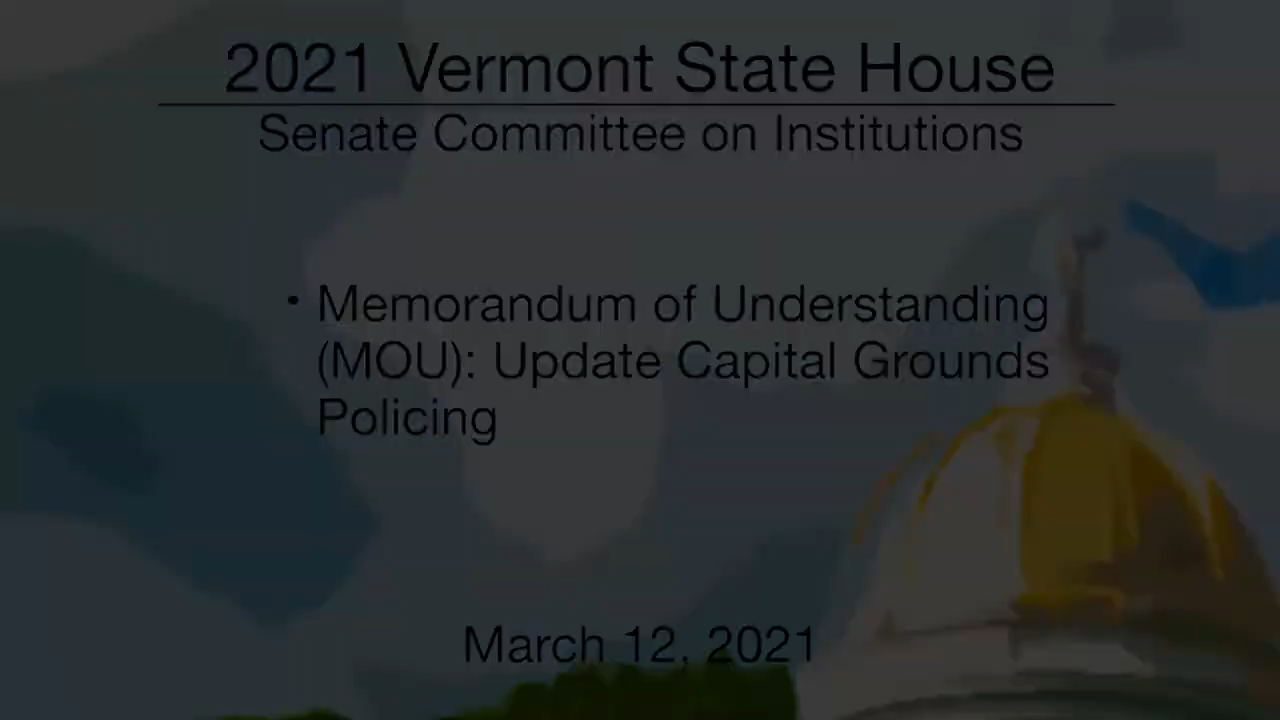 2021 Vermont State House
Senate Committee on Institutions
• Memorandum of Understanding
(MOU): Update Capital Grounds
Policing
March 12, 2021